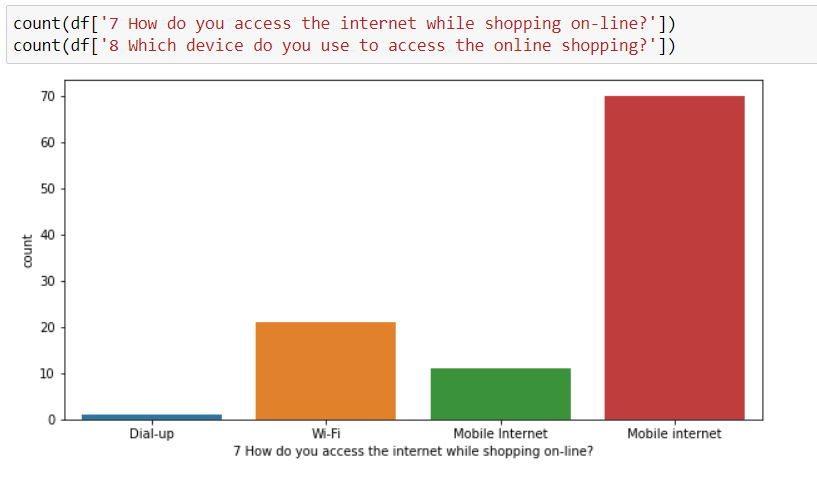 count(df['7 How do you access the internet while shopping on-line?'])
count(df['8 Which device do you use to access the online shopping?'])
70
60
50
40
30
20
10
0
count
Dial-up Wi-Fi Mobile Internet Mobile internet
7 How do you access the internet while shopping on-line?